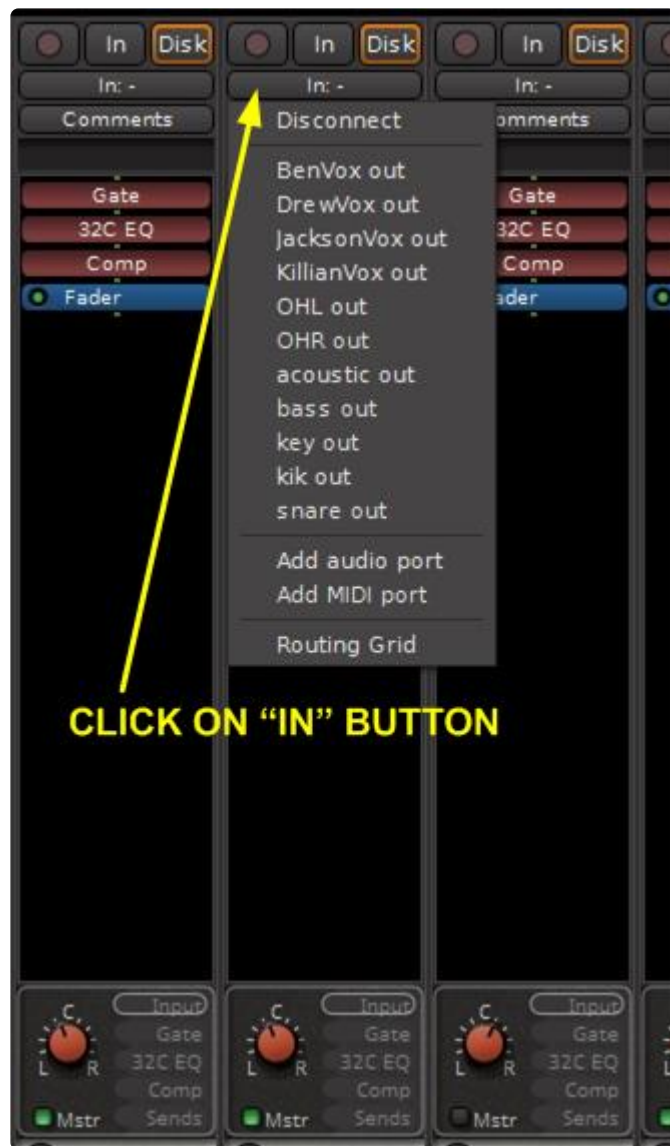 In Disk In Disk In Disk
In: - In: - In: -
Comments Disconnect omments
BenVox out
Gate DrewVox out Gate
32C EQ JacksonVox out 32C EQ
Comp KillianVox out Comp
Fader OHL out ader
OHR out
acoustic out
bass out
key out
kik out
snare out
Add audio port
Add MIDI port
Routing Grid
CLICK ON “IN” BUTTON
C Input C Input C Input
Gate Gate Gate
L R 32C EQ L R 32C EQ L R 32C EQ L
Comp Comp Comp
Mstr Sends Mstr Sends Mstr Sends